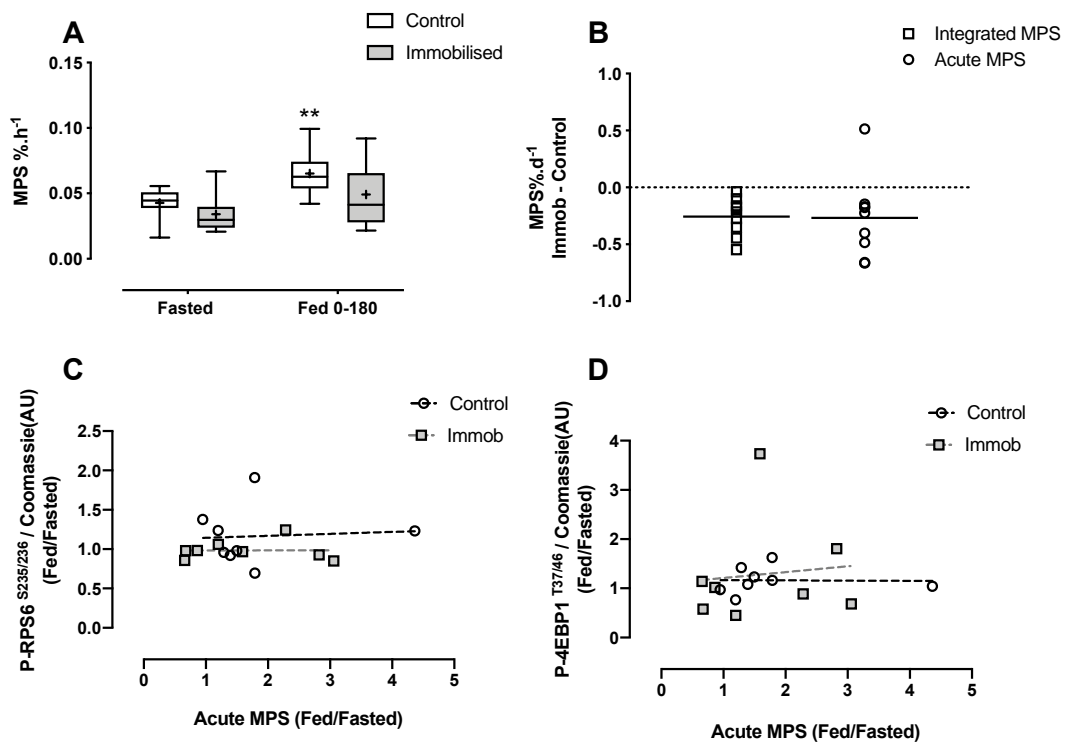 A
Control
Immobilised
MPS %.h-1
0.15
0.10
0.05
0.00
**
Fasted
Fed 0-180
B
Integrated MPS
Acute MPS
MPS%.d-1
Immob - Control
1.0
0.5
0.0
-0.5
-1.0
C
Control
Immob
P-RPS6 S235/236 / Coomassie(AU)
(Fed/Fasted)
2.5
2.0
1.5
1.0
0.5
0.0
0 1 2 3 4 5
Acute MPS (Fed/Fasted)
D
Control
Immob
P-4EBP1 T37/46 / Coomassie(AU)
(Fed/Fasted)
4
3
2
1
0
0 1 2 3 4 5
Acute MPS (Fed/Fasted)